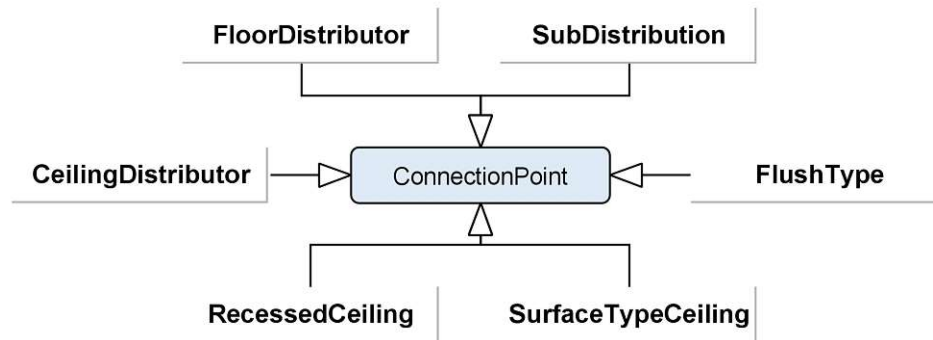 FloorDistributor
SubDistribution
CeilingDistributor
ConnectionPoint
FlushType
RecessedCeiling
SurfaceTypeCeiling